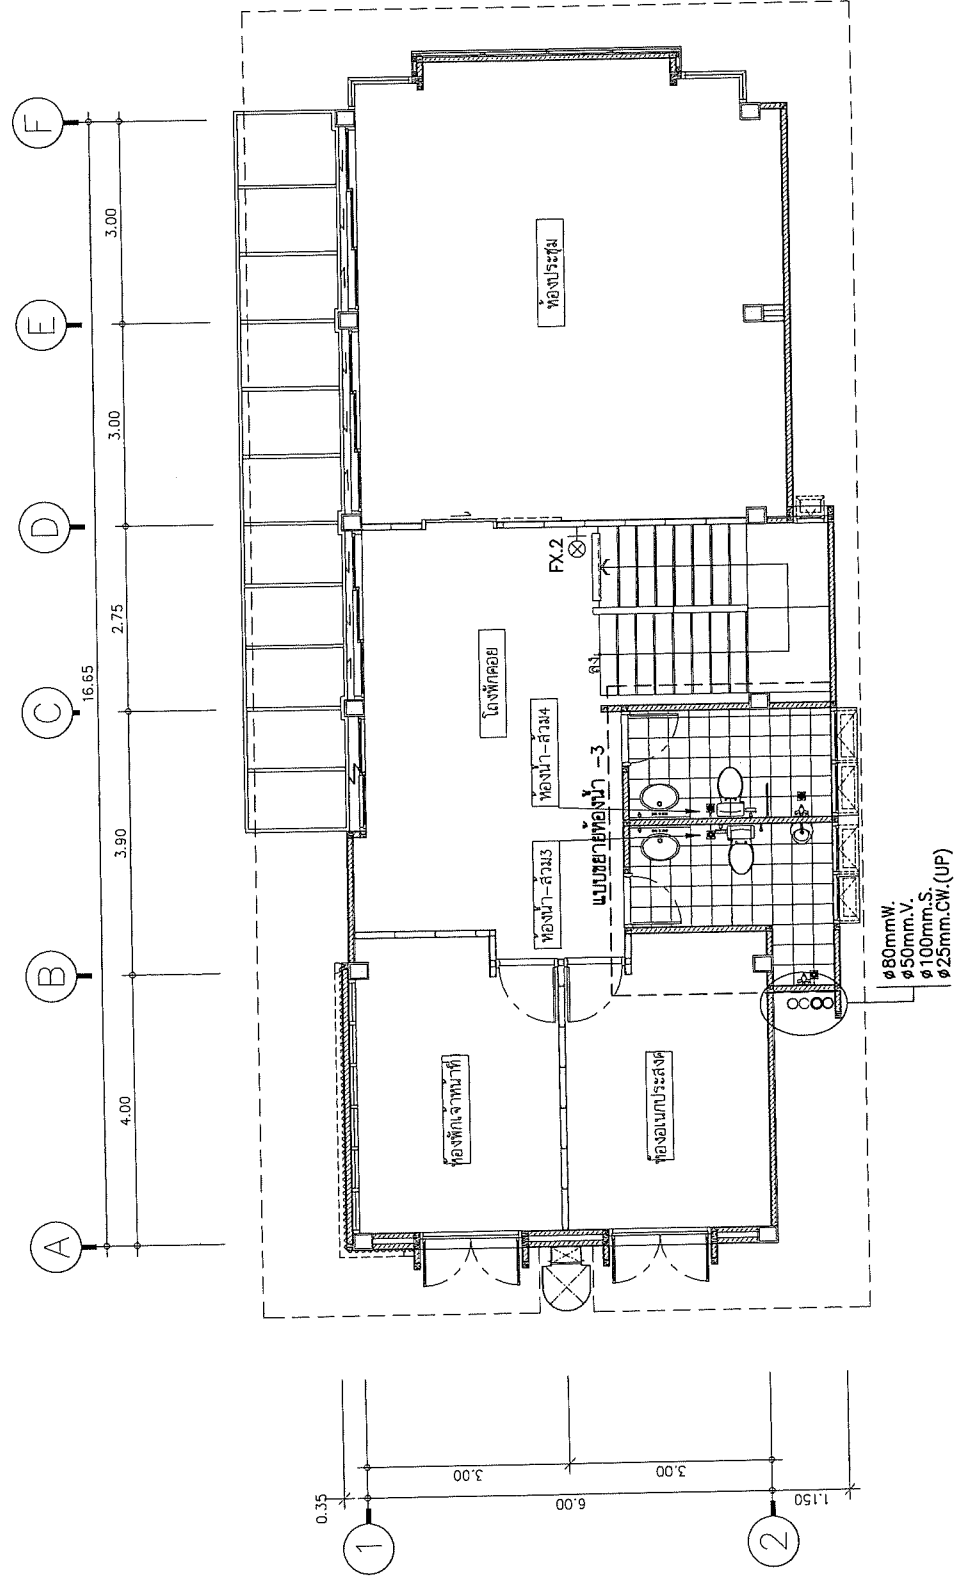 F
E
D
C
B
A
3.00
3.00
2.75
3.90
4.00
16.65
ห้องประชุม
FX.2
โถงพักคอย
ลง
ห้องน้ำ-ส้วม4
ห้องน้ำ-ส้วม3
แบบขยายห้องน้ำ -3
ห้องพักเจ้าหน้าที่
ห้องอเนกประสงค์
ø80mmW.
ø50mm.V.
ø100mm.S.
ø25mm.CW.(UP)
0.35
3.00
3.00
6.00
1.150
1
2